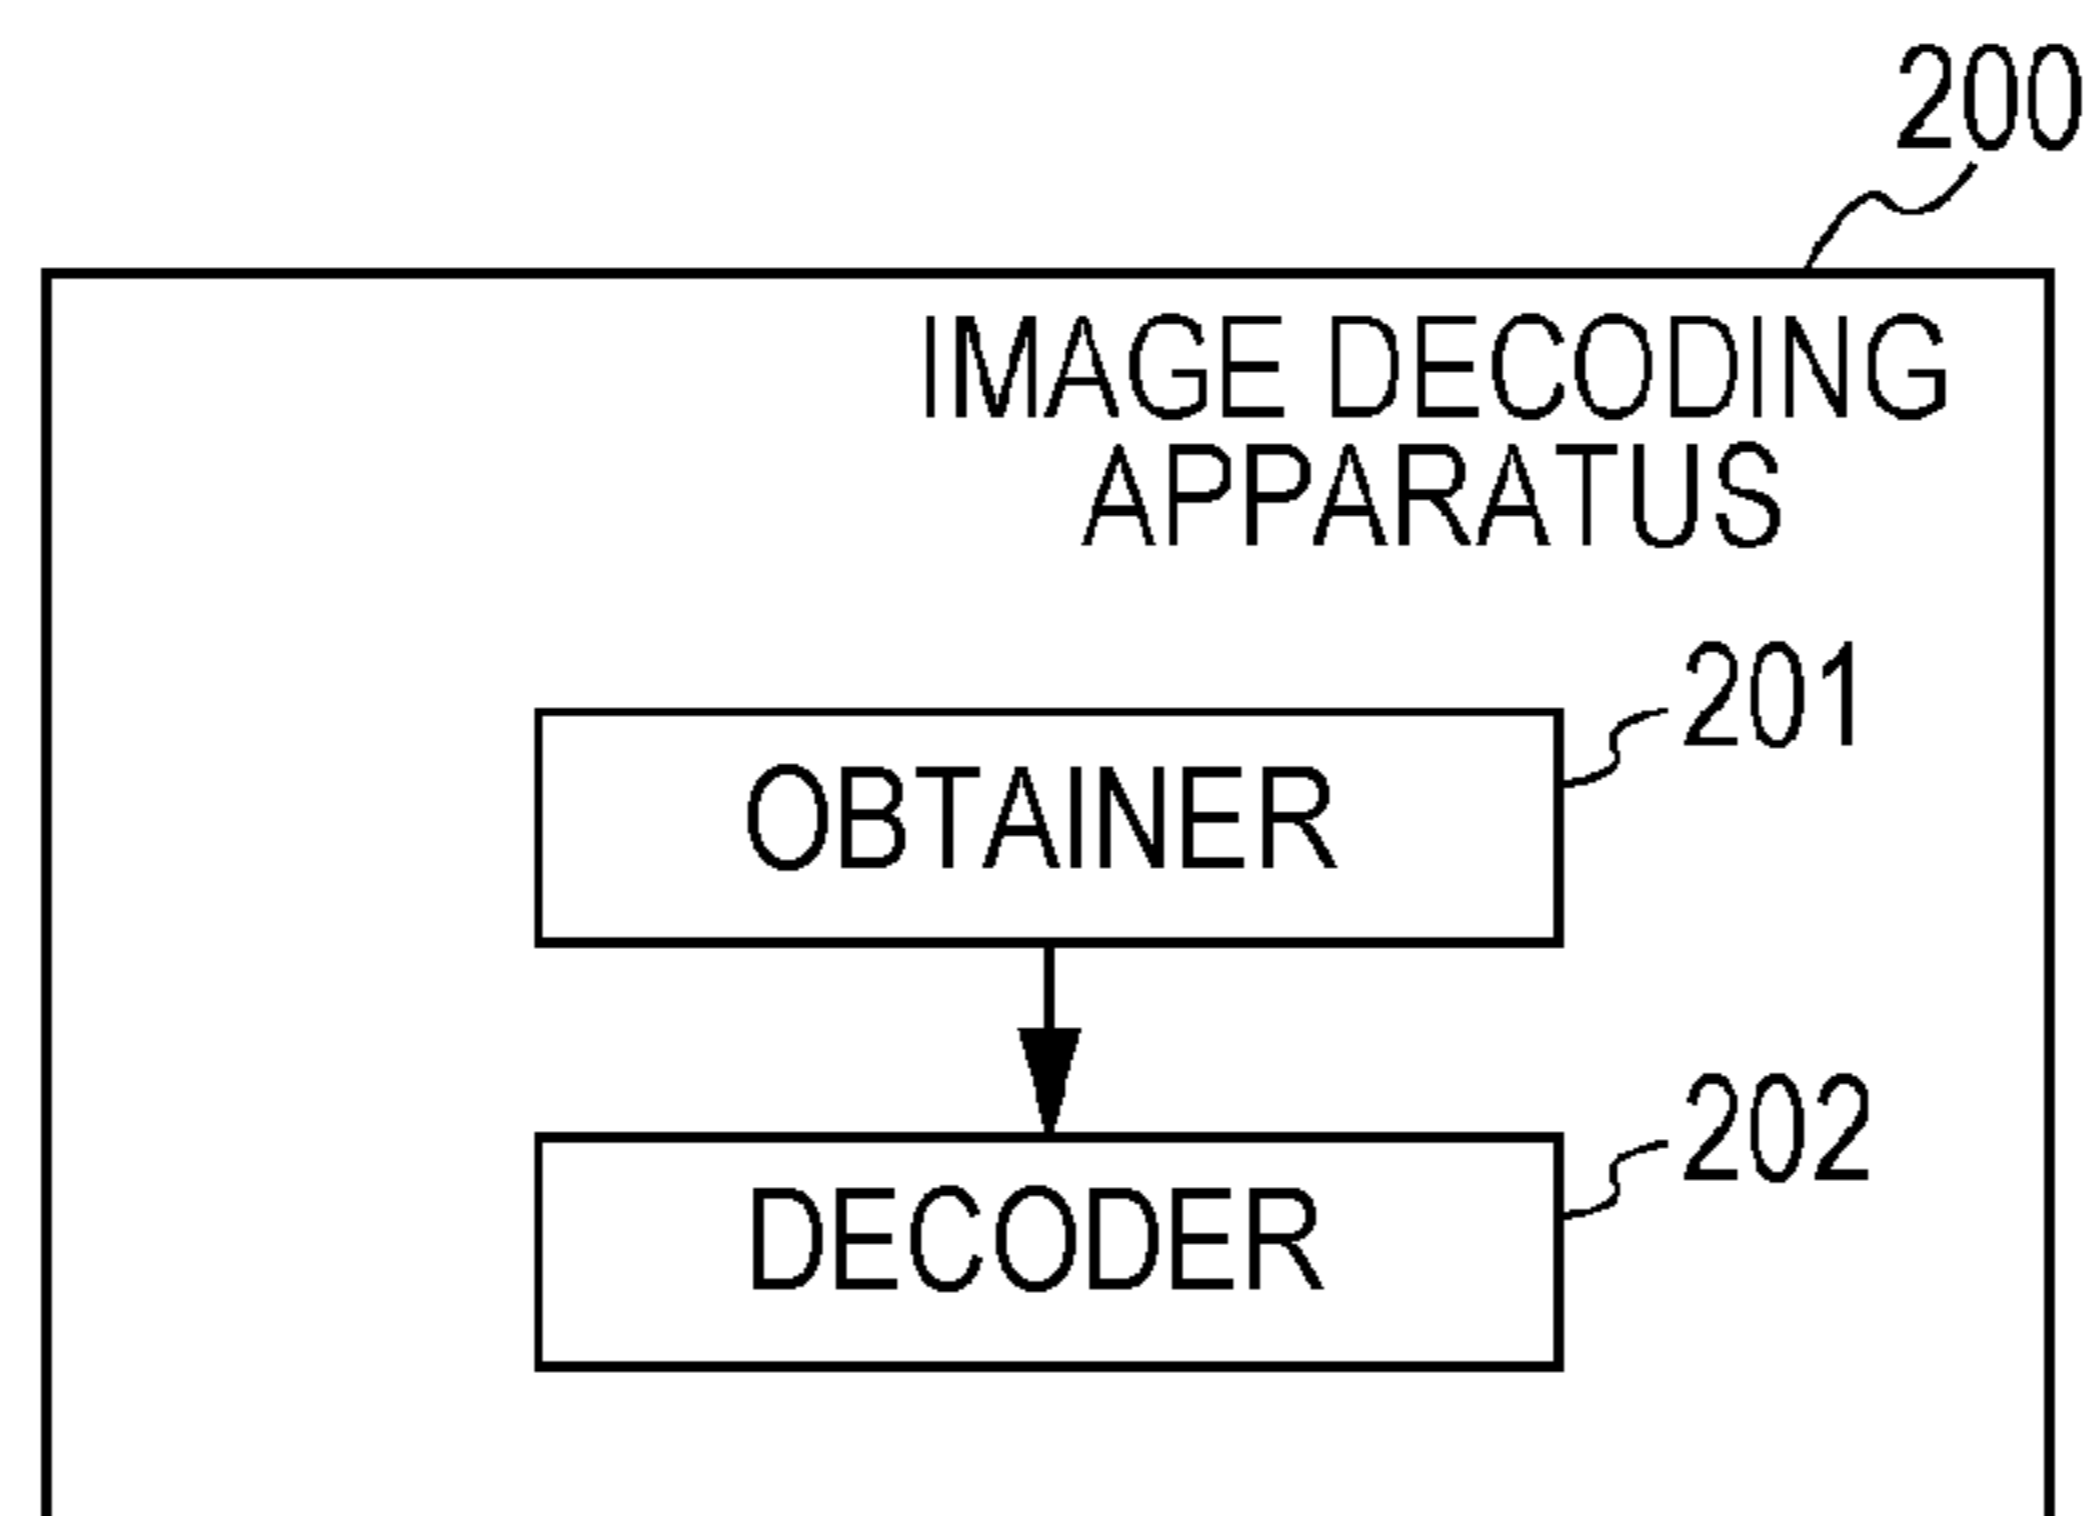 200
IMAGE DECODING
APPARATUS
201
OBTAINER
202
DECODER